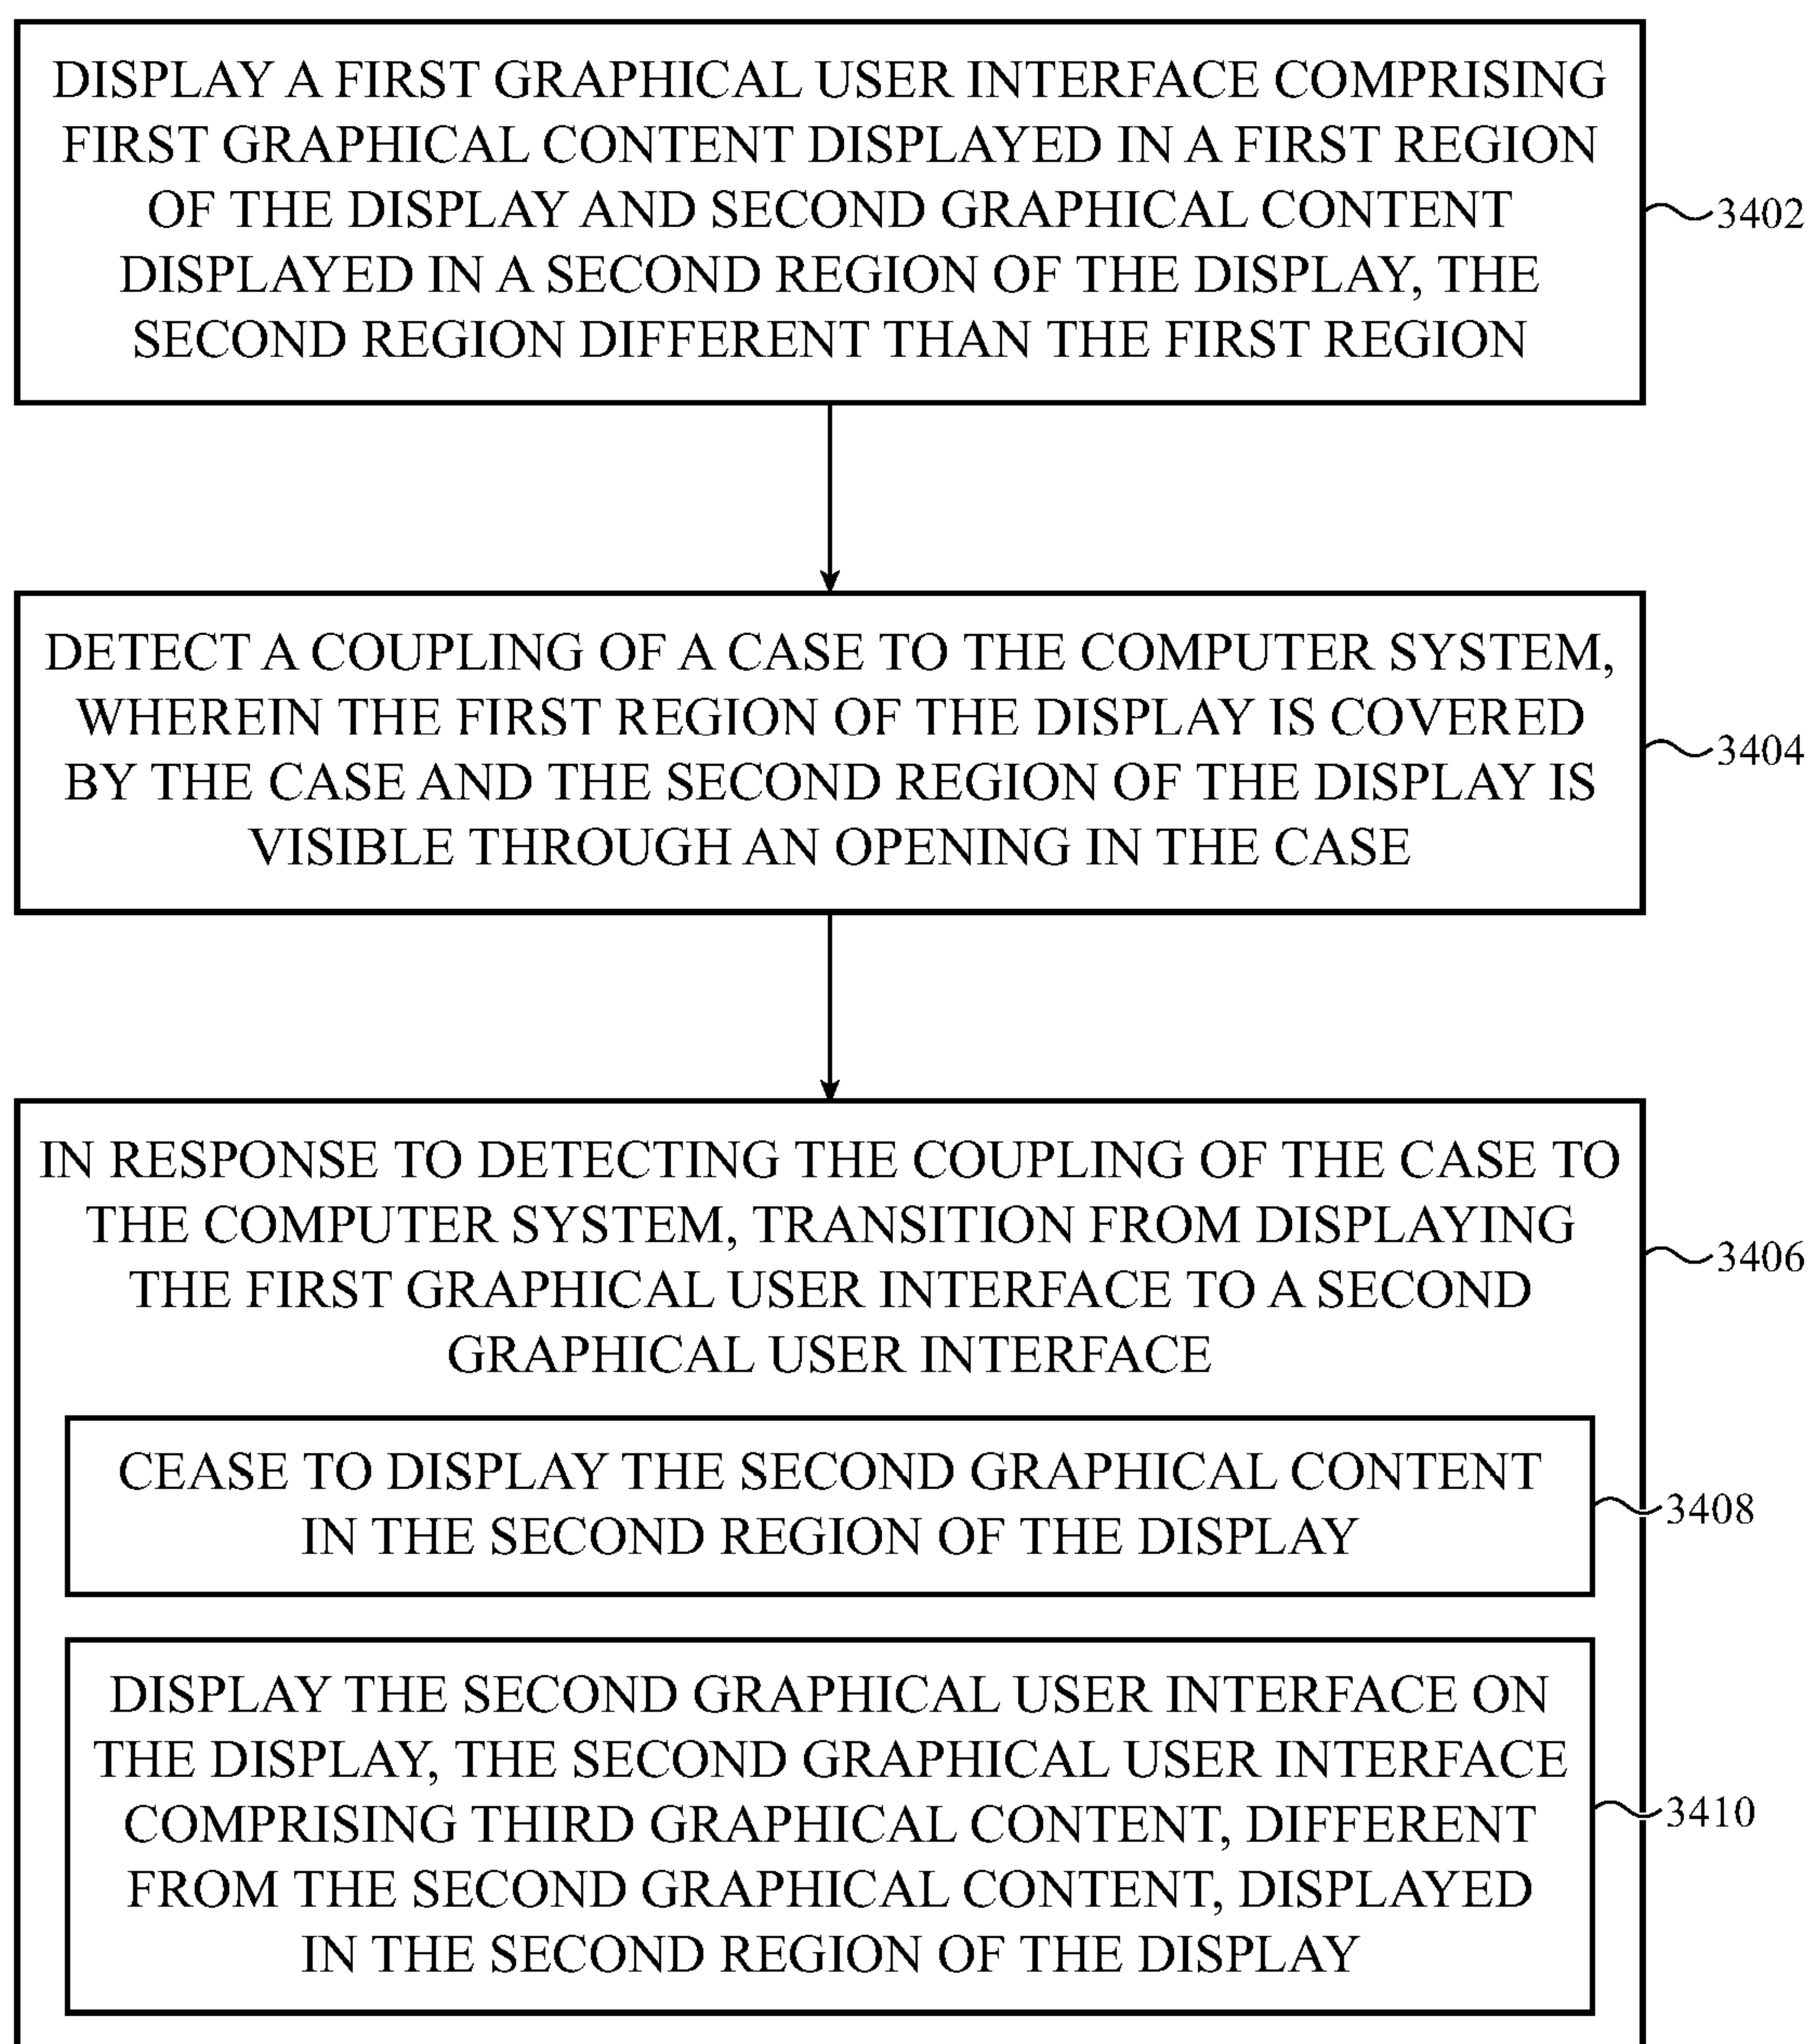 DISPLAY A FIRST GRAPHICAL USER INTERFACE COMPRISING
FIRST GRAPHICAL CONTENT DISPLAYED IN A FIRST REGION
OF THE DISPLAY AND SECOND GRAPHICAL CONTENT
DISPLAYED IN A SECOND REGION OF THE DISPLAY, THE
SECOND REGION DIFFERENT THAN THE FIRST REGION
3402
DETECT A COUPLING OF A CASE TO THE COMPUTER SYSTEM,
WHEREIN THE FIRST REGION OF THE DISPLAY IS COVERED
BY THE CASE AND THE SECOND REGION OF THE DISPLAY IS
VISIBLE THROUGH AN OPENING IN THE CASE
3404
IN RESPONSE TO DETECTING THE COUPLING OF THE CASE TO
THE COMPUTER SYSTEM, TRANSITION FROM DISPLAYING
THE FIRST GRAPHICAL USER INTERFACE TO A SECOND
GRAPHICAL USER INTERFACE
3406
CEASE TO DISPLAY THE SECOND GRAPHICAL CONTENT
IN THE SECOND REGION OF THE DISPLAY
3408
DISPLAY THE SECOND GRAPHICAL USER INTERFACE ON
THE DISPLAY, THE SECOND GRAPHICAL USER INTERFACE
COMPRISING THIRD GRAPHICAL CONTENT, DIFFERENT
FROM THE SECOND GRAPHICAL CONTENT, DISPLAYED
IN THE SECOND REGION OF THE DISPLAY
3410